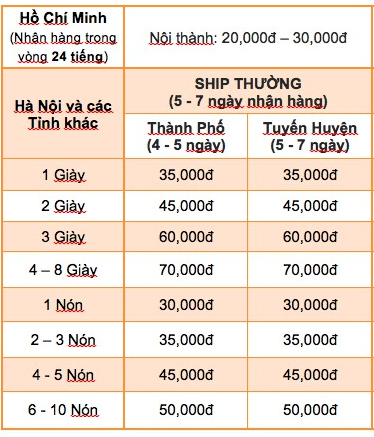 Hồ Chí Minh
(Nhận hàng trong
vòng 24 tiếng)
Nội thành: 20,000đ – 30,000đ
Hà Nội và các
Tỉnh khác
SHIP THƯỜNG
(5 - 7 ngày nhận hàng)
Thành Phố
(4 - 5 ngày)
Tuyến Huyện
(5 - 7 ngày)
1 Giày 35,000đ 35,000đ
2 Giày 45,000đ 45,000đ
3 Giày 60,000đ 60,000đ
4 – 8 Giày 70,000đ 70,000đ
1 Nón 30,000đ 30,000đ
2 – 3 Nón 35,000đ 35,000đ
4 - 5 Nón 45,000đ 45,000đ
6 - 10 Nón 50,000đ 50,000đ